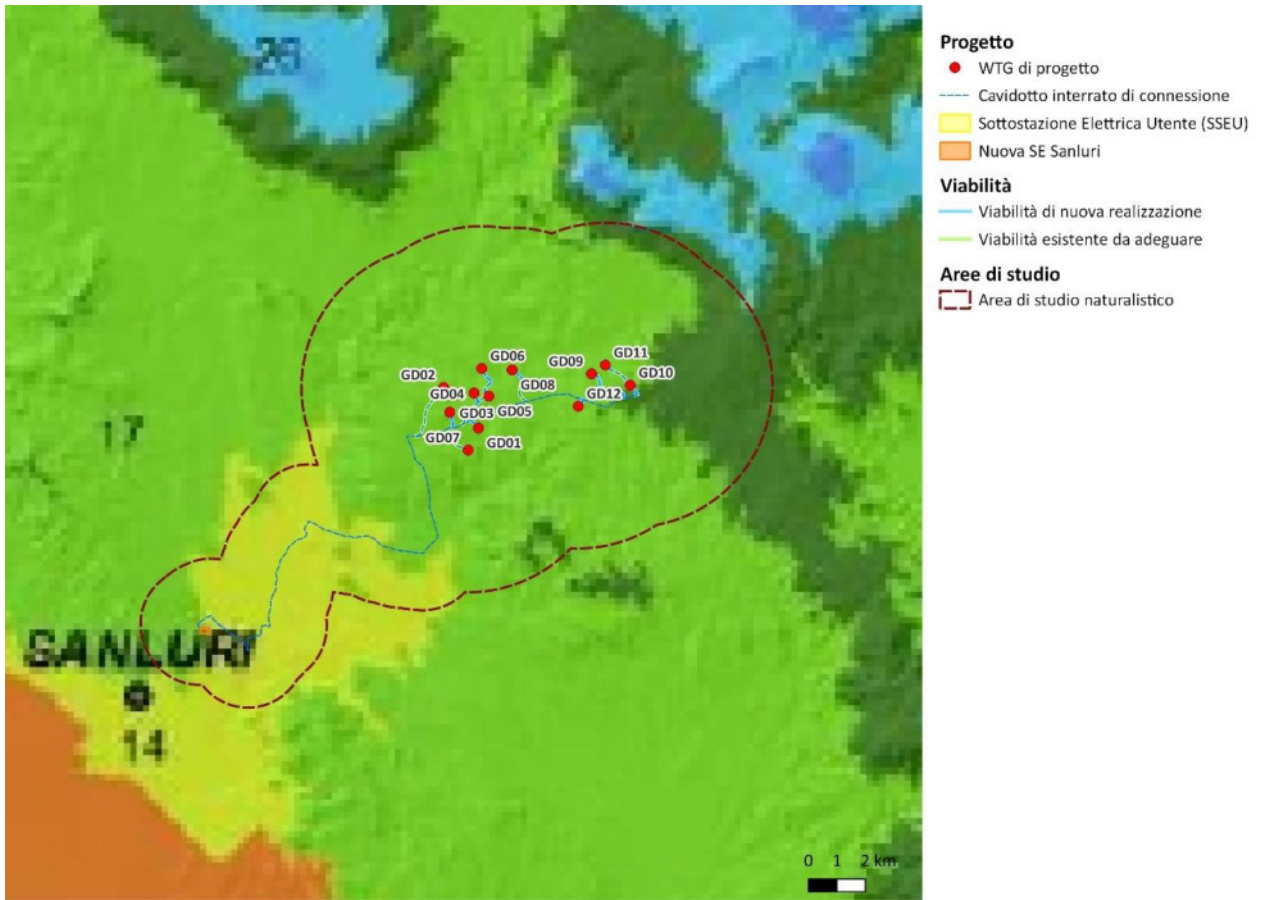 26
17
GD06
GD11
GD02
GD09
GD10
GD04
GD08
GD12
GD03
GD05
GD07
GD01
SANLURI
14
0 1 2 km
Progetto
WTG di progetto
Cavidotto interrato di connessione
Sottostazione Elettrica Utente (SSEU)
Nuova SE Sanluri
Viabilità
Viabilità di nuova realizzazione
Viabilità esistente da adeguare
Aree di studio
Area di studio naturalistico